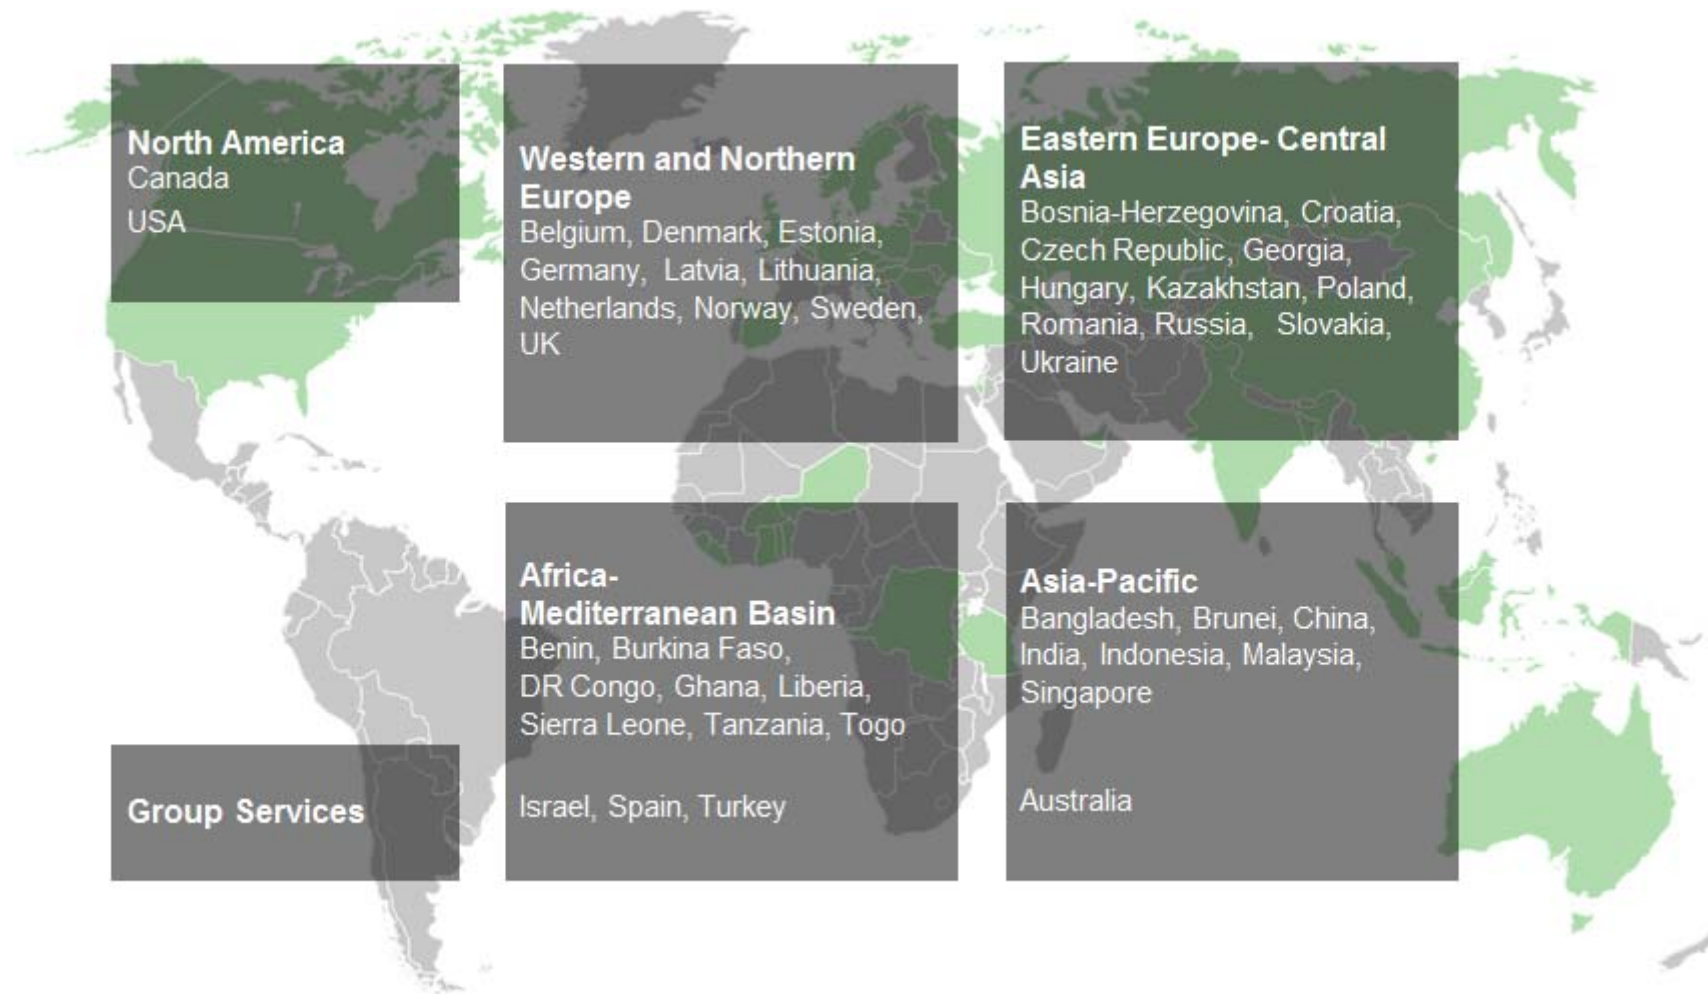 North America
Canada
USA
Western and Northern
Europe
Belgium, Denmark, Estonia,
Germany, Latvia, Lithuania,
Netherlands, Norway, Sweden,
UK
Eastern Europe- Central
Asia
Bosnia-Herzegovina, Croatia,
Czech Republic, Georgia,
Hungary, Kazakhstan, Poland,
Romania, Russia, Slovakia,
Ukraine
Africa-
Mediterranean Basin
Benin, Burkina Faso,
DR Congo, Ghana, Liberia,
Sierra Leone, Tanzania, Togo
Israel, Spain, Turkey
Asia-Pacific
Bangladesh, Brunei, China,
India, Indonesia, Malaysia,
Singapore
Australia
Group Services